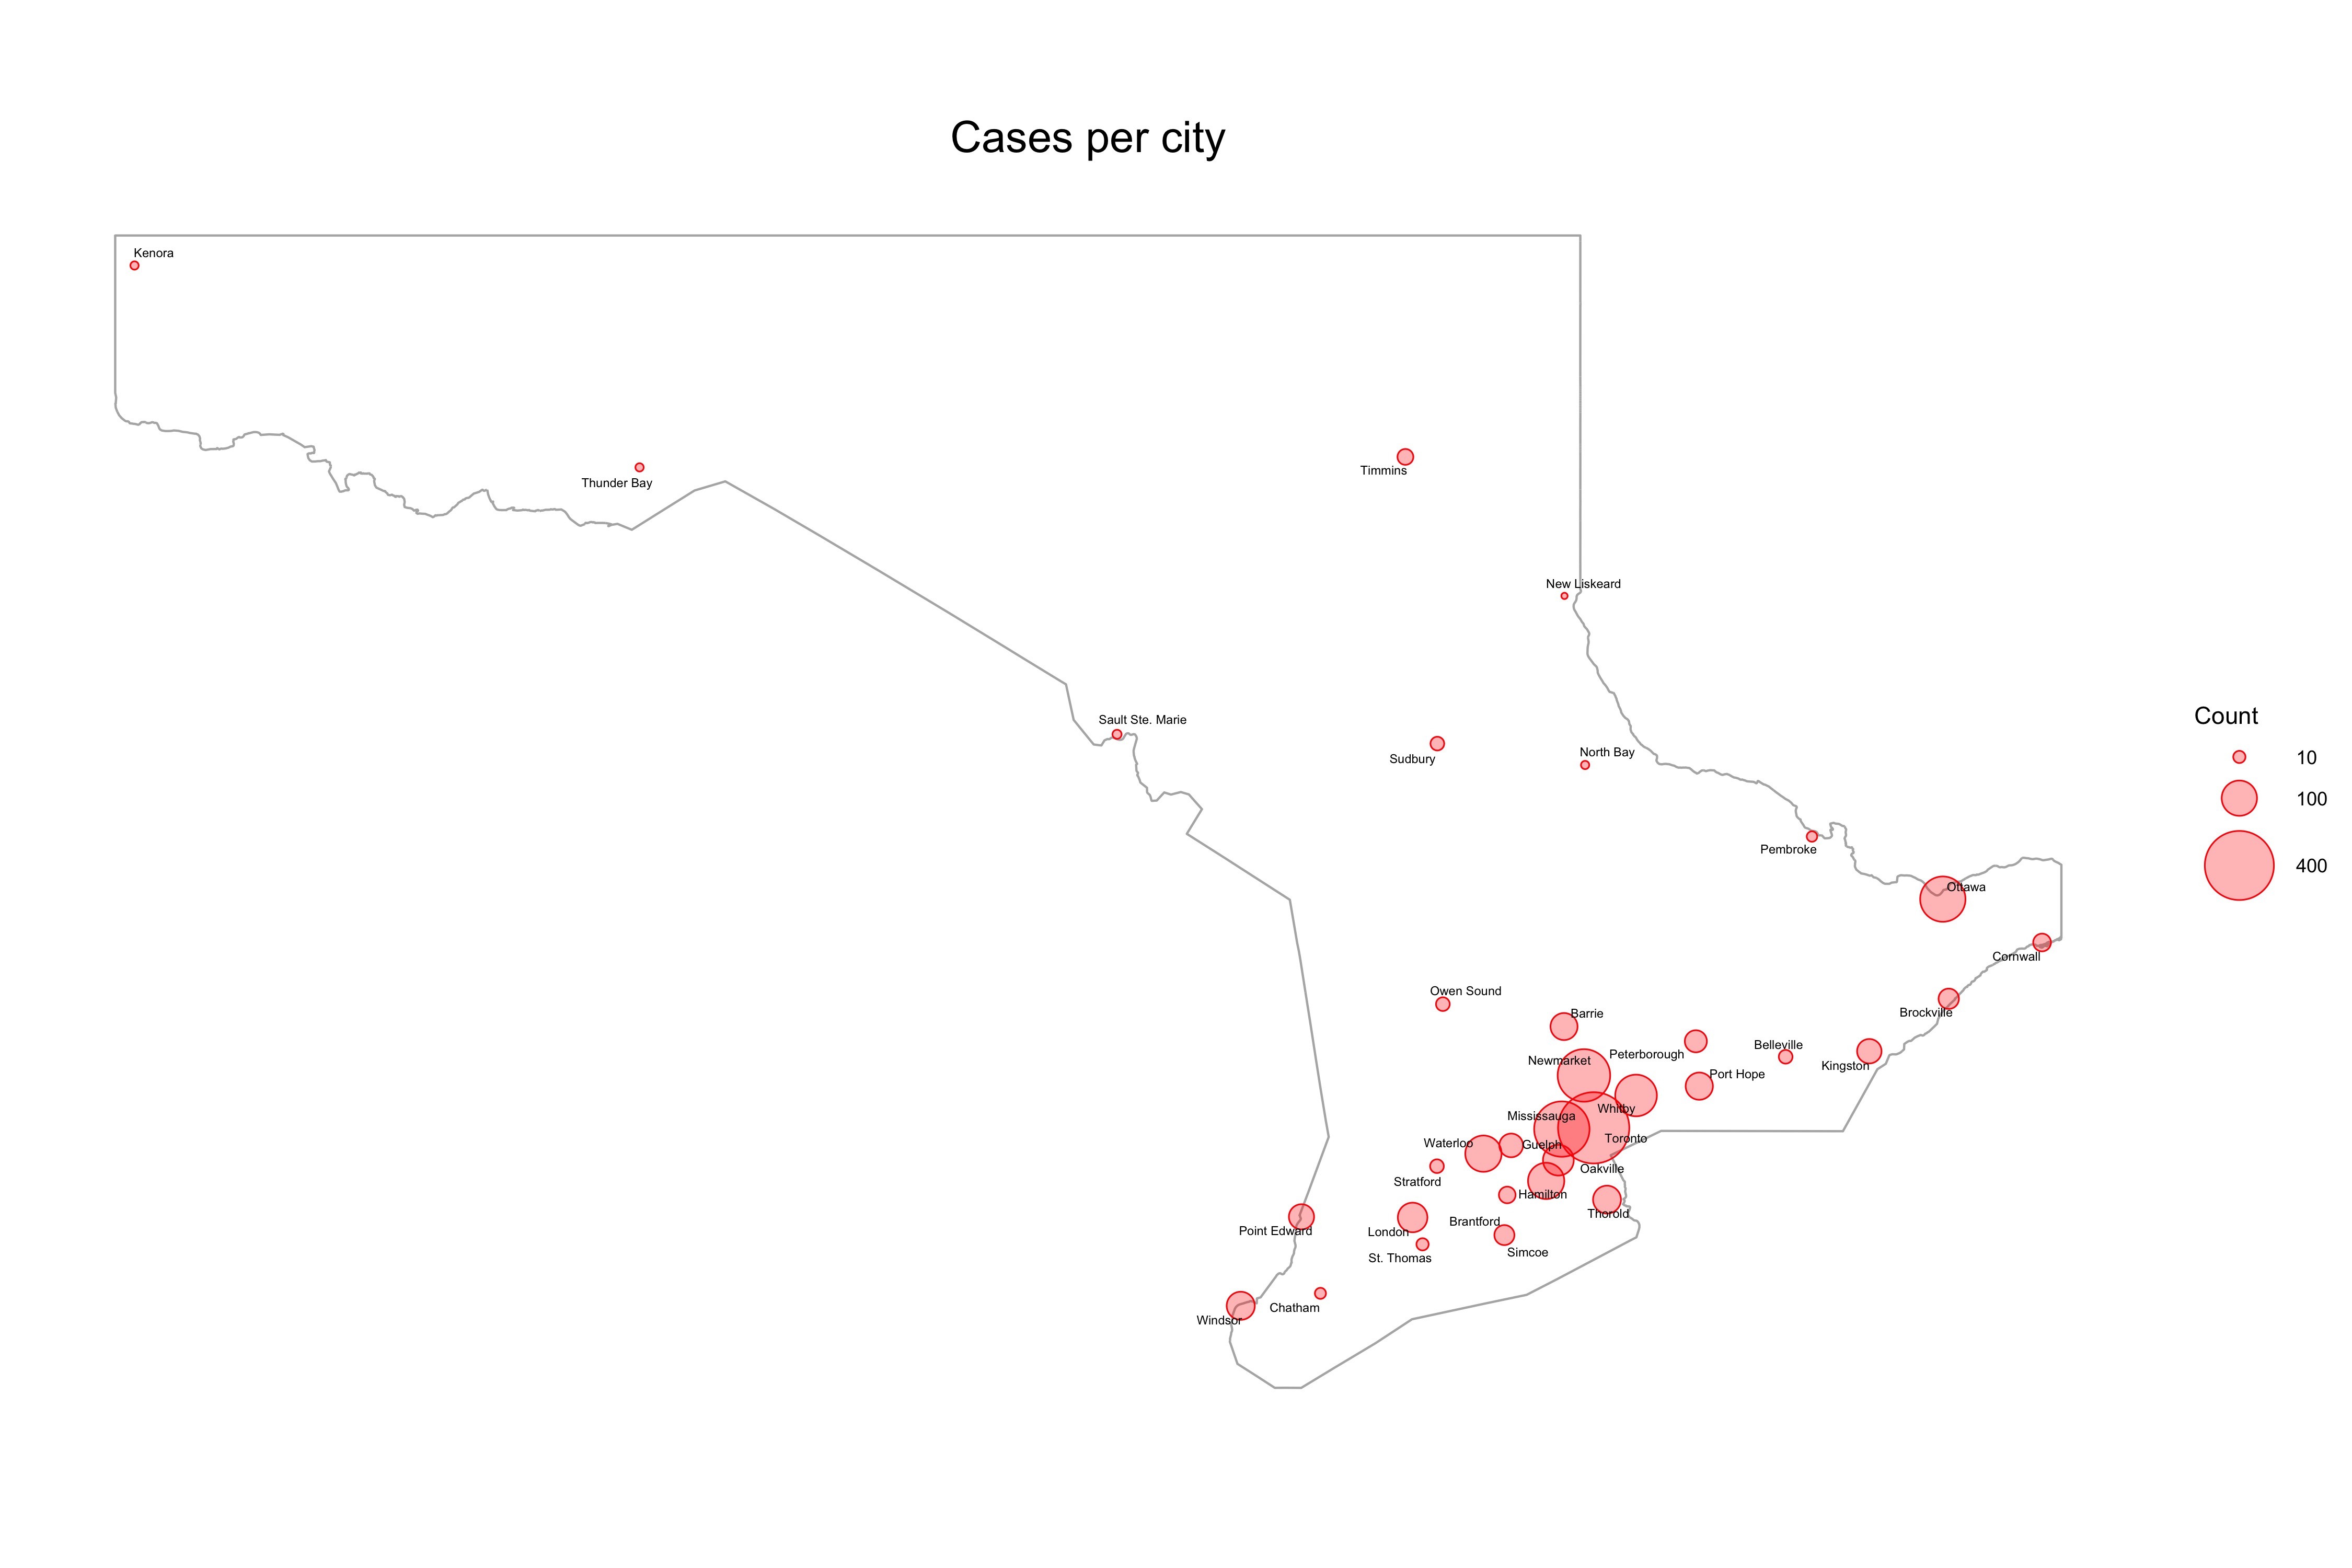 Cases per city
Kenora
Timmins
Thunder Bay
New Liskeard
Sault Ste. Marie
North Bay
Sudbury
Pembroke
Ottawa
Cornwall
Owen Sound
Barrie
Brockville
Belleville
Peterborough
Newmarket
Kingston
Port Hope
Whitby
Mississauga
Toronto
Waterloo
Guelph
Oakville
Stratford
Hamilton
Thorold
Brantford
Point Edward
London
Simcoe
St. Thomas
Chatham
Windsor
Count
10
100
400